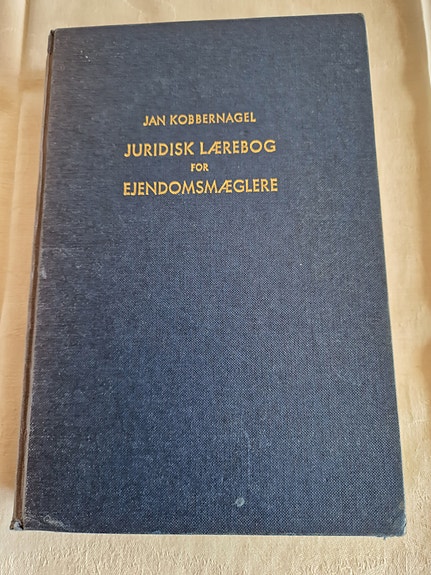 JAN KOBBERNAGEL
JURIDISK LÆREBOG
FOR
EJENDOMSMÆGLERE